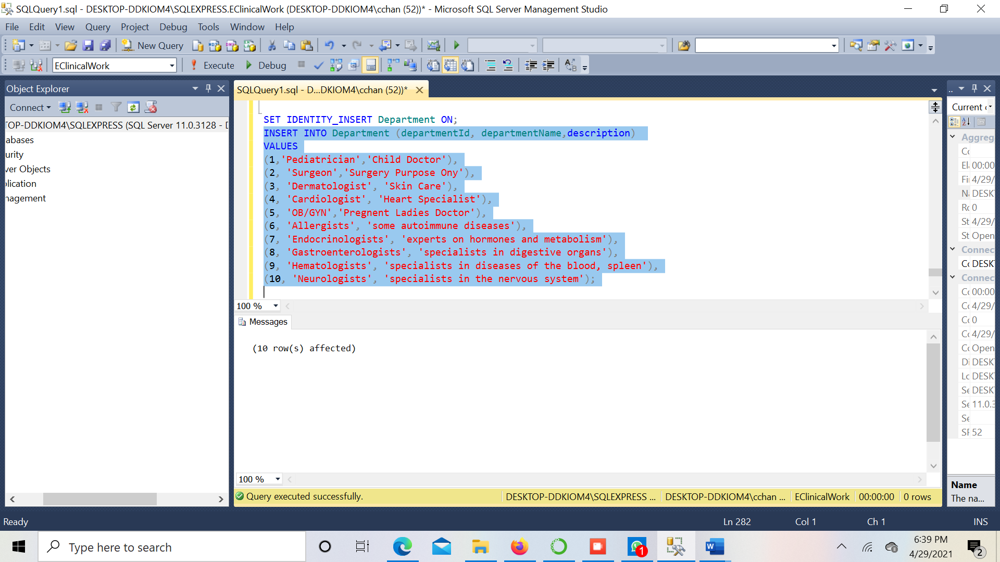 SQLQuery1.sql - DESKTOP-DDKIOM4\SQLEXPRESS.EClinicalWork (DESKTOP-DDKIOM4\cchan (52))* - Microsoft SQL Server Management Studio
File Edit View Query Project Debug Tools Window Help
New Query
EClinicalWork Execute Debug
Object Explorer
SQLQuery1.sql - D...DKIOM4\cchan (52))*
Connect
TOP-DDKIOM4\SQLEXPRESS (SQL Server 11.0.3128 - D
abases
urity
ver Objects
lication
nagement
SET IDENTITY_INSERT Department ON;
INSERT INTO Department (departmentId, departmentName,description)
VALUES
(1,'Pediatrician','Child Doctor'),
(2, 'Surgeon','Surgery Purpose Ony'),
(3, 'Dermatologist', 'Skin Care'),
(4, 'Cardiologist', 'Heart Specialist'),
(5, 'OB/GYN','Pregnent Ladies Doctor'),
(6, 'Allergists', 'some autoimmune diseases'),
(7, 'Endocrinologists', 'experts on hormones and metabolism'),
(8, 'Gastroenterologists', 'specialists in digestive organs'),
(9, 'Hematologists', 'specialists in diseases of the blood, spleen'),
(10, 'Neurologists', 'specialists in the nervous system');
100 %
Messages
(10 row(s) affected)
100 %
Query executed successfully. DESKTOP-DDKIOM4\SQLEXPRESS ... DESKTOP-DDKIOM4\cchan ... EClinicalWork 00:00:00 0 rows
..
Current
Aggreg
Co
El 00:00
Fi 4/29/
Na DESK
Ro 0
St 4/29/
St Open
Connec
Co DESK
Connec
Co 00:00
Co 4/29/
Co 0
Co 4/29/
Co Open
Di DESK
Lo DESK
Se DESK
Se 11.0.3
Se
SP 52
Name
The na...
Ready Ln 282 Col 1 Ch 1 INS
Type here to search
1
6:39 PM
4/29/2021
2